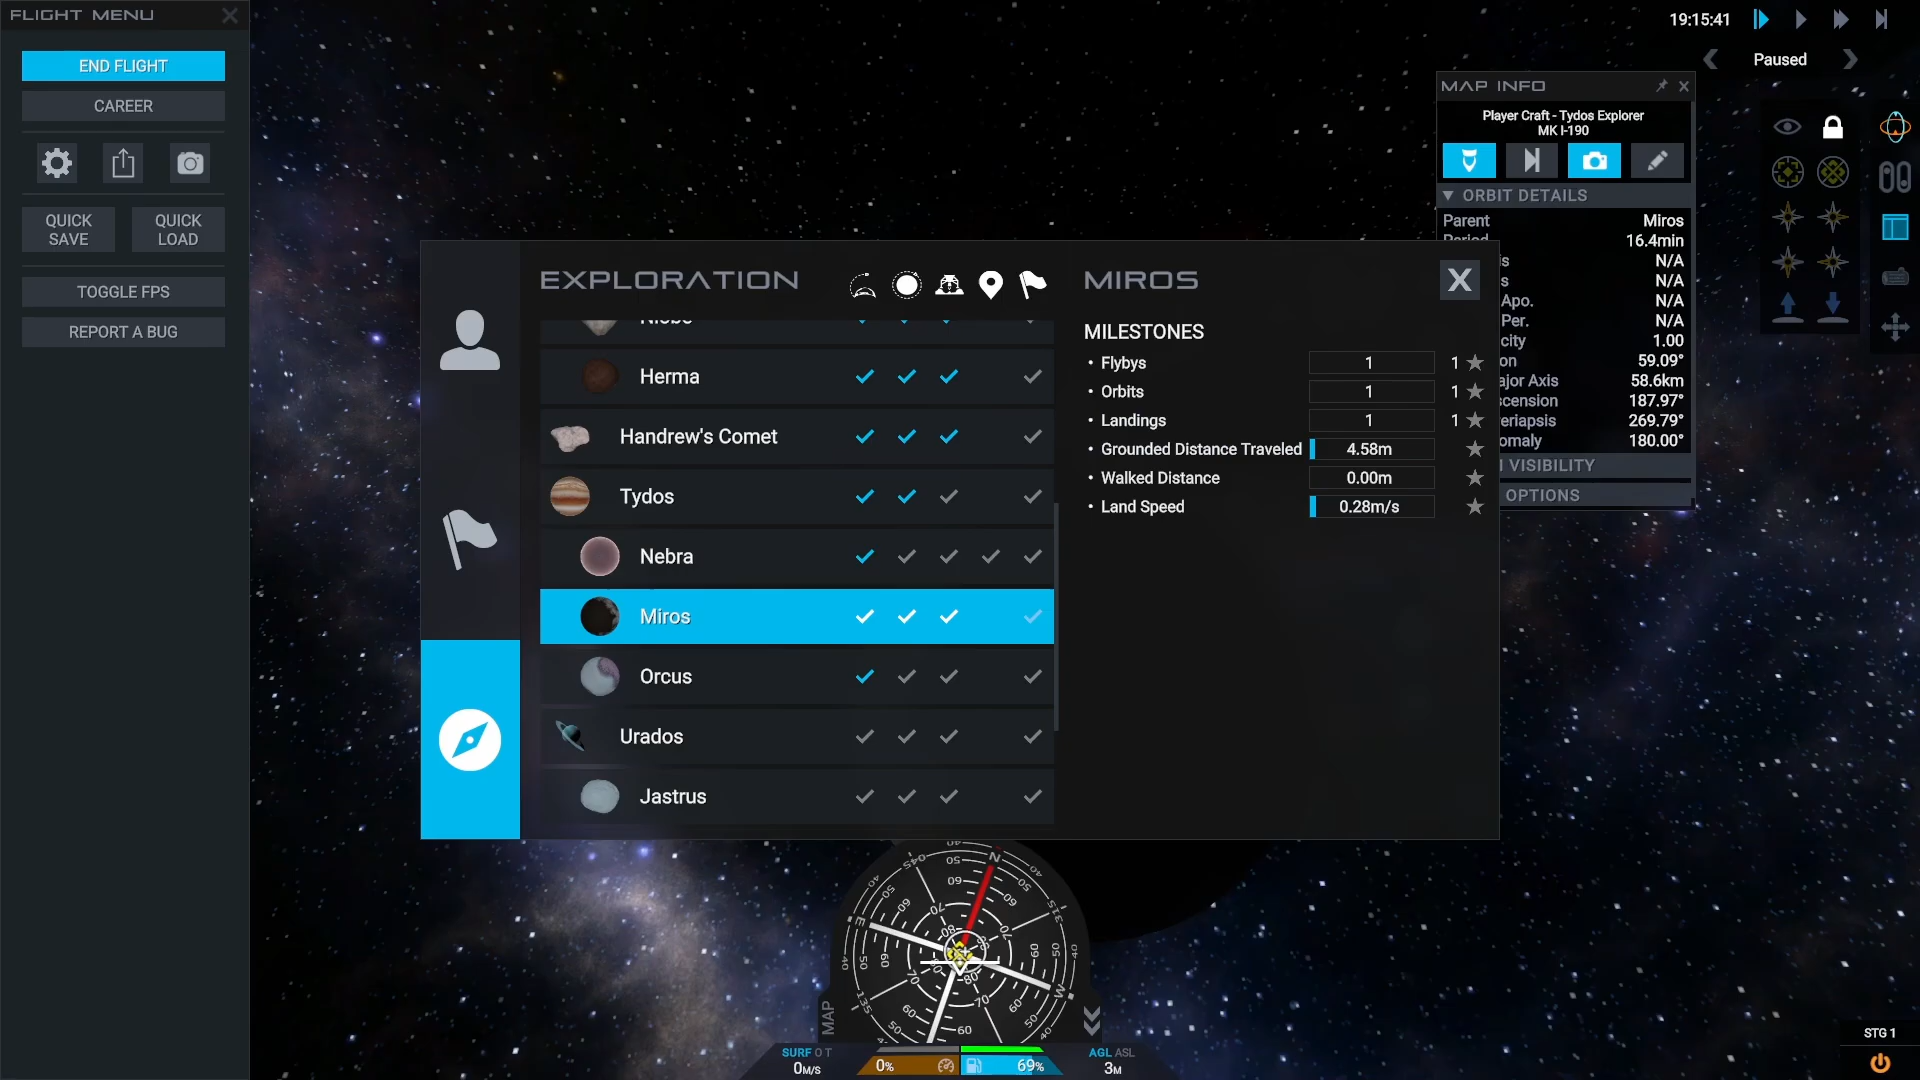 FLIGHT MENU
END FLIGHT
CAREER
QUICK
SAVE
QUICK
LOAD
TOGGLE FPS
REPORT A BUG
19:15:41
Paused
MAP INFO
Player Craft - Tydos Explorer
MK I-190
ORBIT DETAILS
Parent Miros
Period 16.4min
s N/A
s N/A
Apo. N/A
Per. N/A
city 1.00
on 59.09°
ajor Axis 58.6km
scension 187.97°
eriapsis 269.79°
omaly 180.00°
VISIBILITY
OPTIONS
EXPLORATION
Niobe
Herma
Handrew's Comet
Tydos
Nebra
Miros
Orcus
Urados
Jastrus
MIROS
X
MILESTONES
• Flybys 1 1
• Orbits 1 1
• Landings 1 1
• Grounded Distance Traveled 4.58m
• Walked Distance 0.00m
• Land Speed 0.28m/s
N
E
W
MAP
SURF O T
0M/S
0%
69%
AGL ASL
3M
STG 1